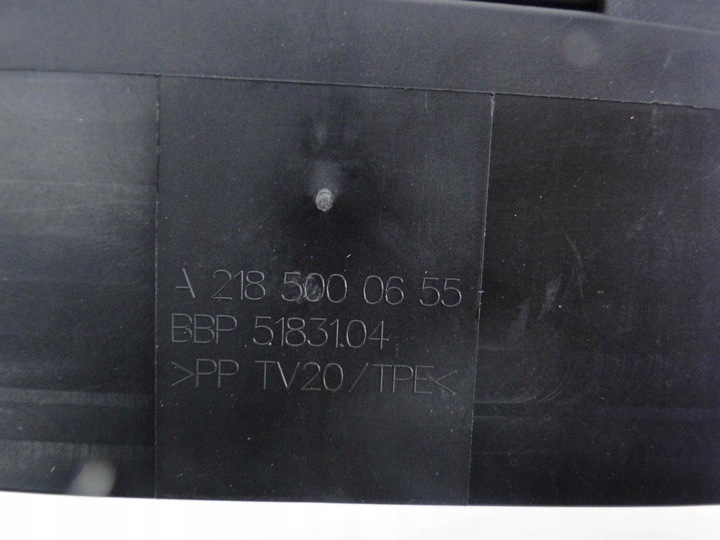 A 218 500 06 55
BBP 5183104
>PP TV20/TPE<